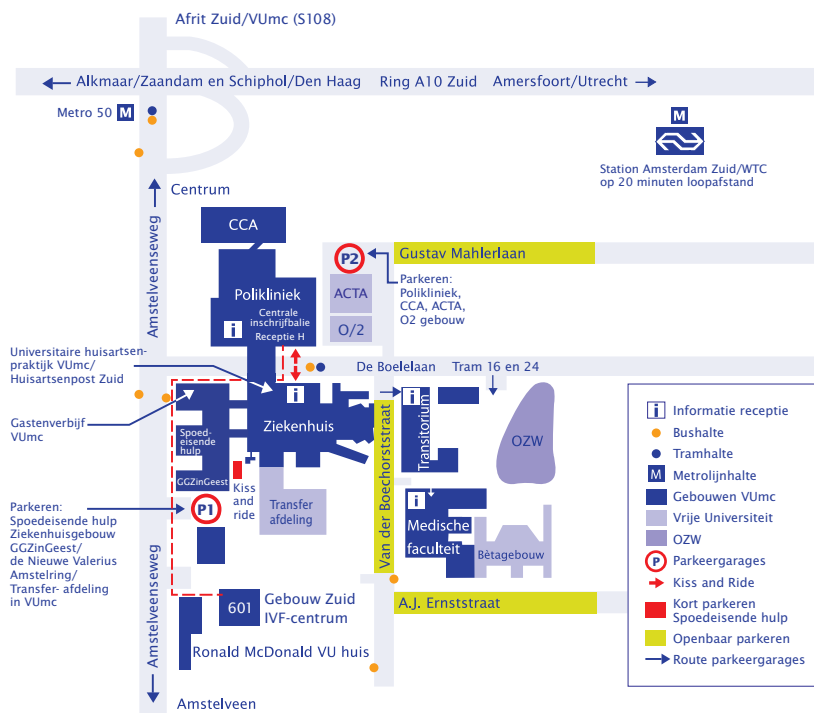 Afrit Zuid/VUmc (S108)
Alkmaar/Zaandam en Schiphol/Den Haag
Ring A10 Zuid
Amersfoort/Utrecht
Metro 50 M
M
Station Amsterdam Zuid/WTC
op 20 minuten loopafstand
Centrum
Amstelveenseweg
CCA
P2
Gustav Mahlerlaan
Parkeren:
Polikliniek,
CCA, ACTA,
O2 gebouw
Polikliniek
Centrale
inschrijfbalie
Receptie H
i
ACTA
O/2
Universitaire huisartsen-
praktijk VUmc/
Huisartsenpost Zuid
De Boelelaan
Tram 16 en 24
Gastenverbijf
VUmc
Spoed-
eisende
hulp
GGZinGeest
i
Ziekenhuis
Kiss
and
ride
Transfer
afdeling
Van der Boechorststraat
i
Transitorium
OZW
i
Medische
faculteit
Bètagebouw
P1
Parkeren:
Spoedeisende hulp
Ziekenhuisgebouw
GGZinGeest/
de Nieuwe Valerius
Amstelring/
Transfer- afdeling
in VUmc
Amstelveenseweg
601
Gebouw Zuid
IVF-centrum
A.J. Ernststraat
Ronald McDonald VU huis
Amstelveen
i Informatie receptie
Bushalte
Tramhalte
M Metrolijnhalte
Gebouwen VUmc
Vrije Universiteit
OZW
P Parkeergarages
Kiss and Ride
Kort parkeren
Spoedeisende hulp
Openbaar parkeren
Route parkeergarages